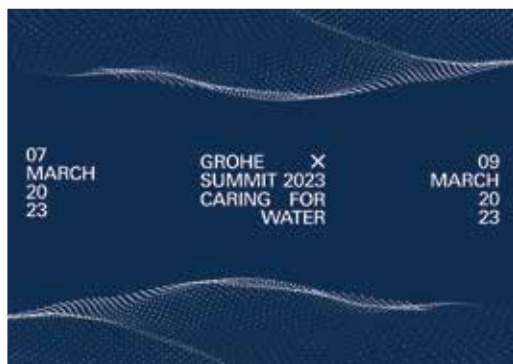 07
MARCH
20
23
GROHE X
SUMMIT 2023
CARING FOR
WATER
09
MARCH
20
23